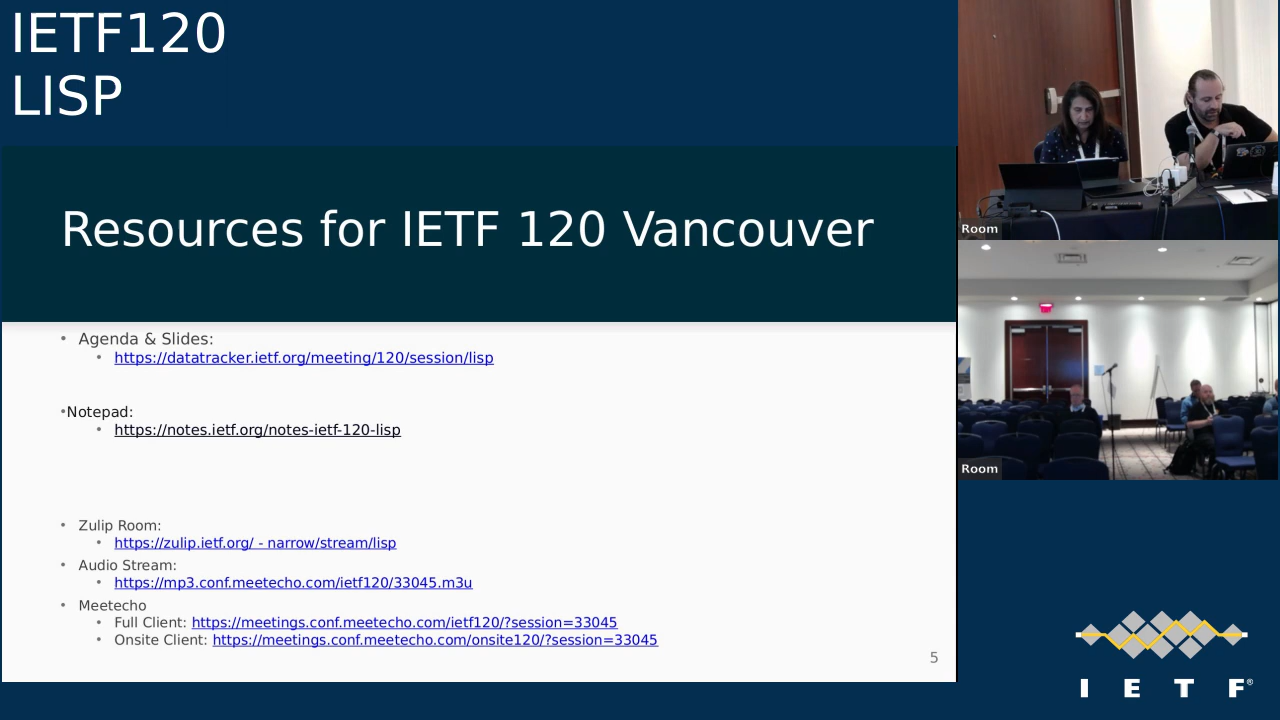 IETF120
LISP
Resources for IETF 120 Vancouver
• Agenda & Slides:
• https://datatracker.ietf.org/meeting/120/session/lisp
•Notepad:
• https://notes.ietf.org/notes-ietf-120-lisp
• Zulip Room:
• https://zulip.ietf.org/ - narrow/stream/lisp
• Audio Stream:
• https://mp3.conf.meetecho.com/ietf120/33045.m3u
• Meetecho
• Full Client: https://meetings.conf.meetecho.com/ietf120/?session=33045
• Onsite Client: https://meetings.conf.meetecho.com/onsite120/?session=33045
5
Room
Room
I E T F®